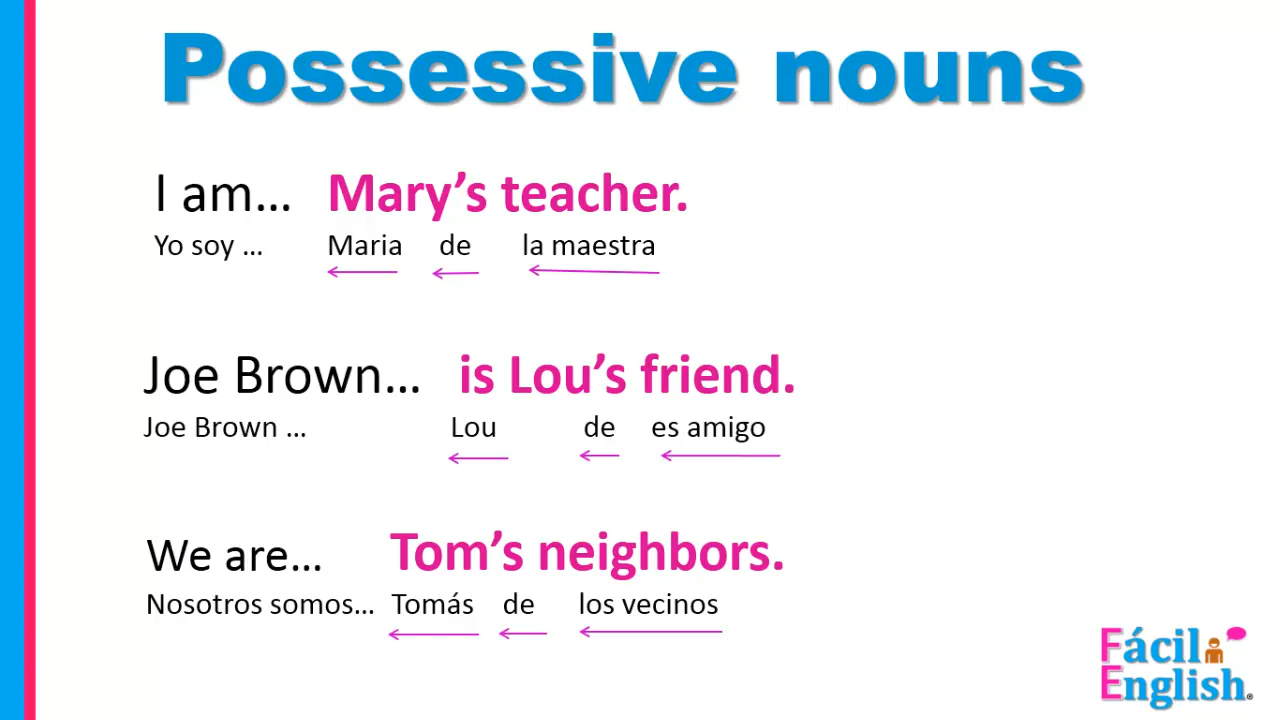 Possessive nouns
I am… Mary’s teacher.
Yo soy … Maria de la maestra
Joe Brown… is Lou’s friend.
Joe Brown … Lou de es amigo
We are… Tom’s neighbors.
Nosotros somos… Tomás de los vecinos
Fácil
English®